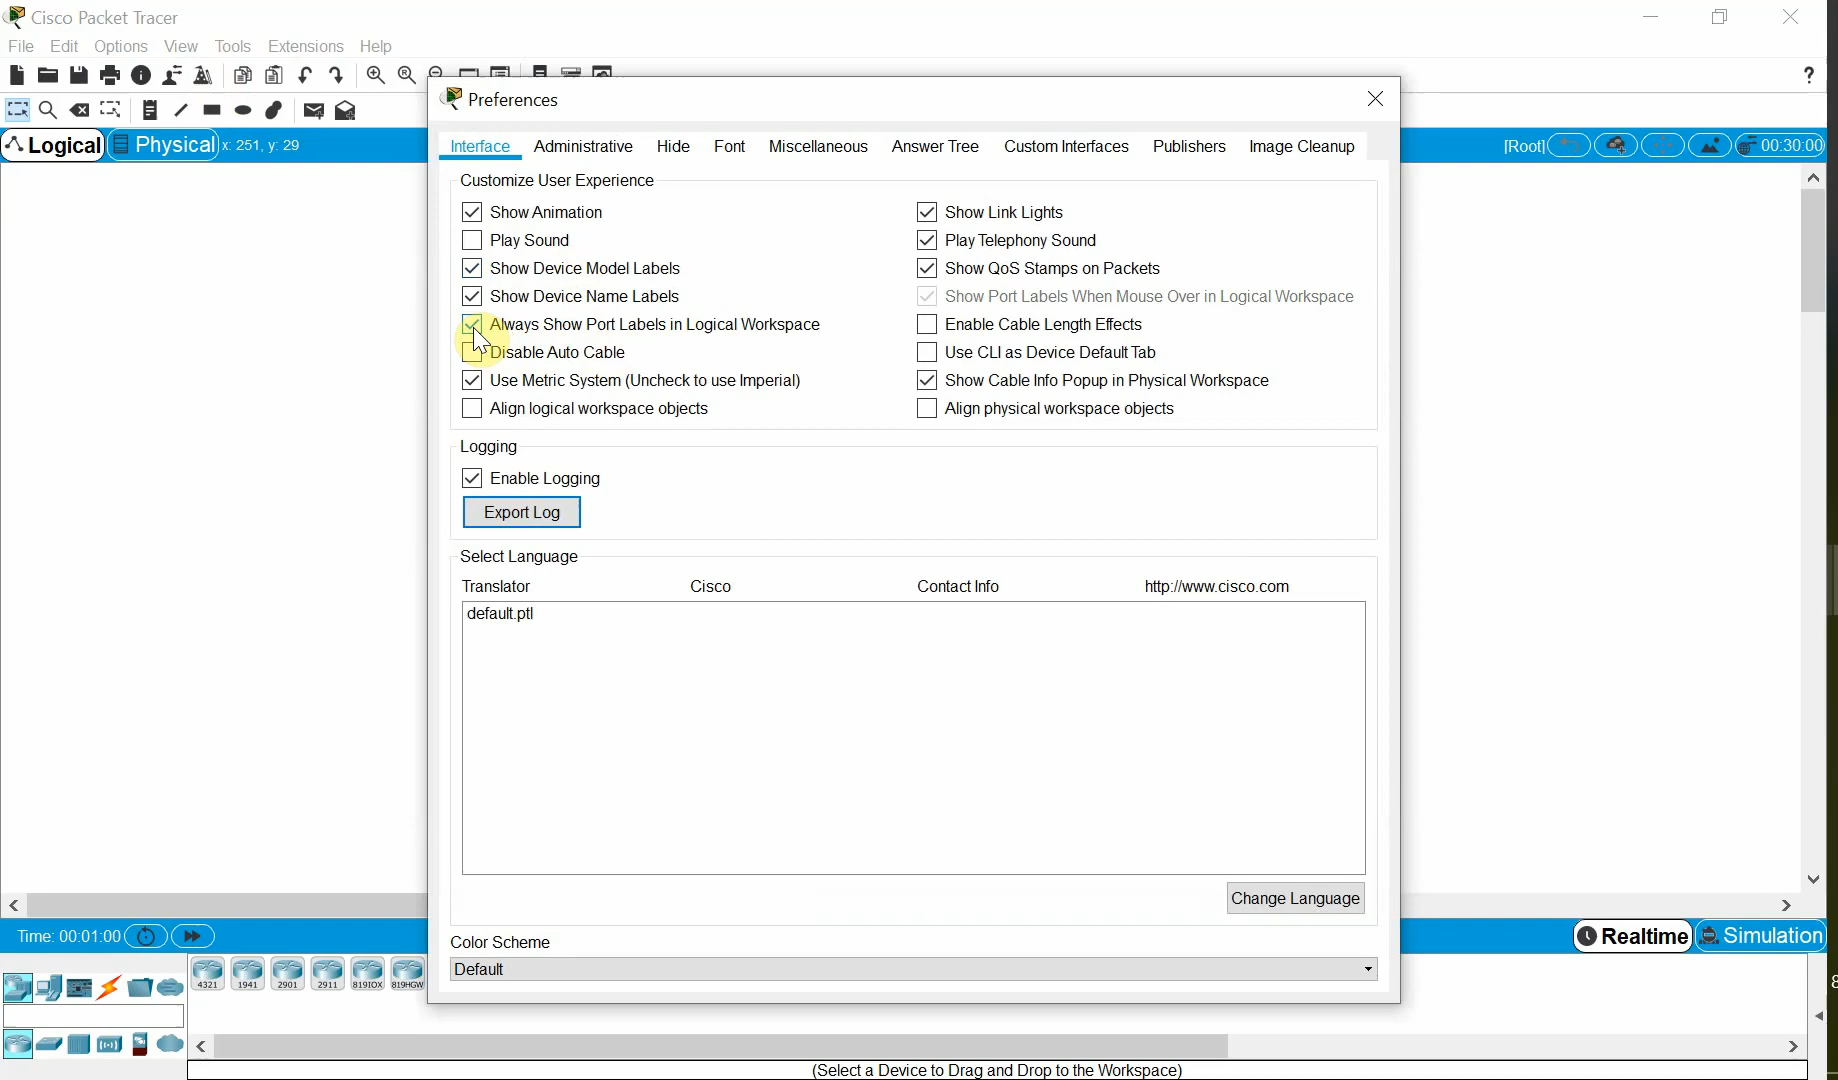 Cisco Packet Tracer
File Edit Options View Tools Extensions Help
?
Preferences
Logical Physical x: 251, y: 29
[Root] 00:30:00
Interface Administrative Hide Font Miscellaneous Answer Tree Custom Interfaces Publishers Image Cleanup
Customize User Experience
Show Animation Show Link Lights
Play Sound Play Telephony Sound
Show Device Model Labels Show QoS Stamps on Packets
Show Device Name Labels Show Port Labels When Mouse Over in Logical Workspace
Always Show Port Labels in Logical Workspace Enable Cable Length Effects
Disable Auto Cable Use CLI as Device Default Tab
Use Metric System (Uncheck to use Imperial) Show Cable Info Popup in Physical Workspace
Align logical workspace objects Align physical workspace objects
Logging
Enable Logging
Export Log
Select Language
Translator Cisco Contact Info http://www.cisco.com
default.ptl
Change Language
Color Scheme
Default
Time: 00:01:00
Realtime Simulation
4321 1941 2901 2911 819IOX 819HGW
(Select a Device to Drag and Drop to the Workspace)